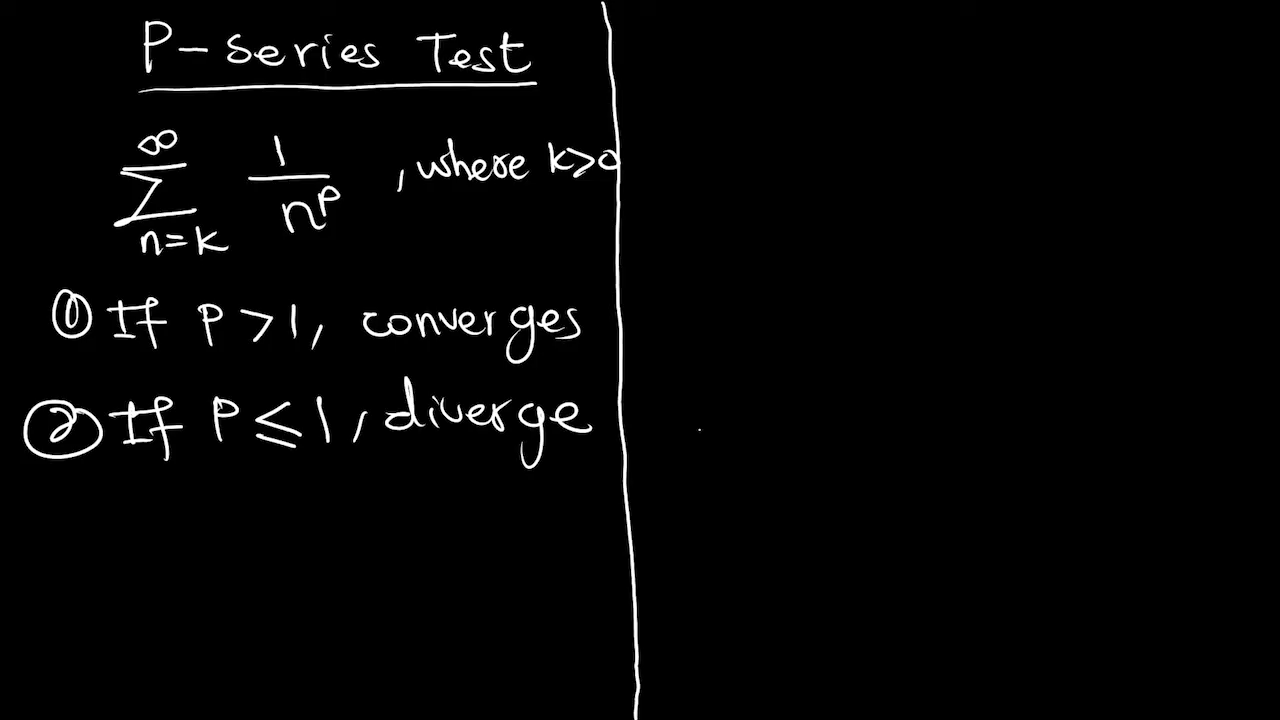 P-Series Test
∞
∑ 1/n^p , where k>0
n=k
① If P>1, converges
② If P≤1, diverge